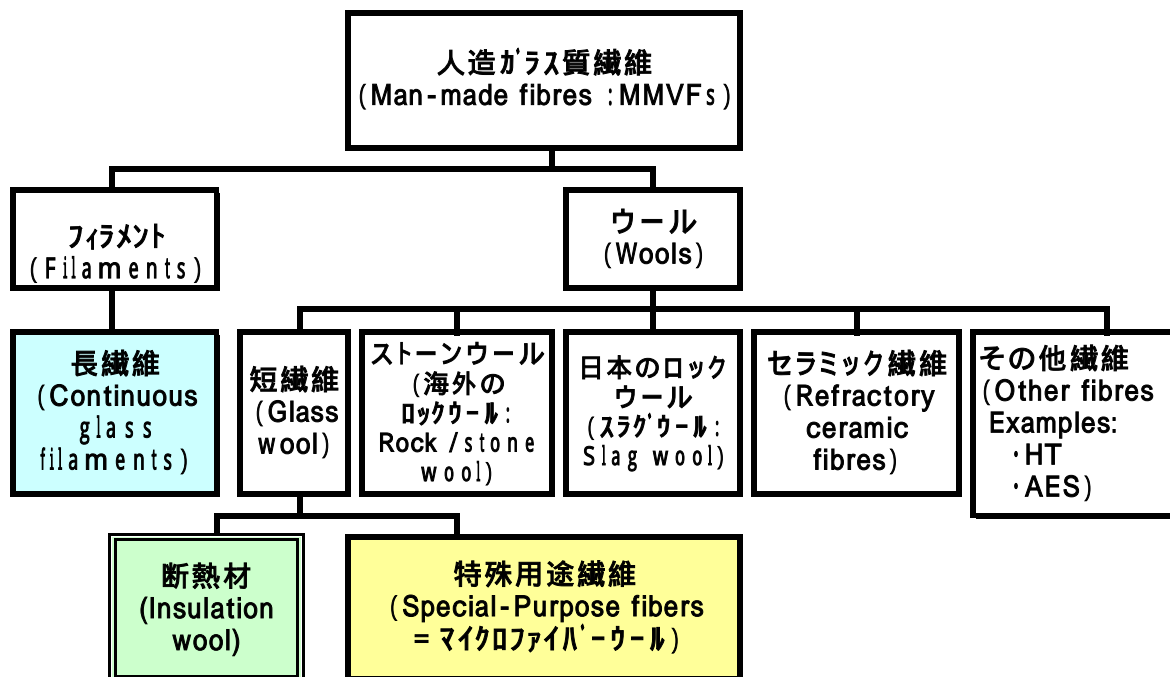 人造ｶﾞﾗｽ質繊維
(Man-made fibres :MMVFs)
ﾌｨﾗﾒﾝﾄ
(Filaments)
ウール
(Wools)
長繊維
(Continuous
glass
filaments)
短繊維
(Glass
wool)
ストーンウール
(海外の
ﾛｯｸｳｰﾙ:
Rock /stone
wool)
日本のロック
ウール
(ｽﾗｸﾞｳｰﾙ:
Slag wool)
セラミック繊維
(Refractory
ceramic
fibres)
その他繊維
(Other fibres
Examples:
・HT
・AES)
断熱材
(Insulation
wool)
特殊用途繊維
(Special-Purpose fibers
= ﾏｲｸﾛﾌｧｲﾊﾞｰｳｰﾙ)